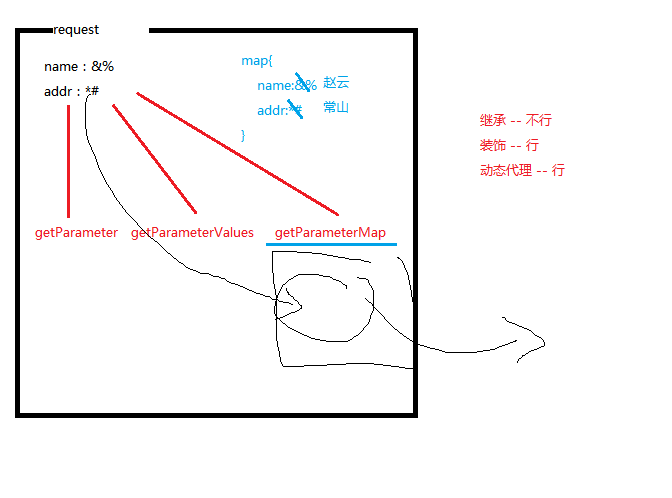 request
name : &%
addr : *#
map{
name:&% 赵云
addr:*# 常山
}
继承 -- 不行
装饰 -- 行
动态代理 -- 行
getParameter getParameterValues getParameterMap